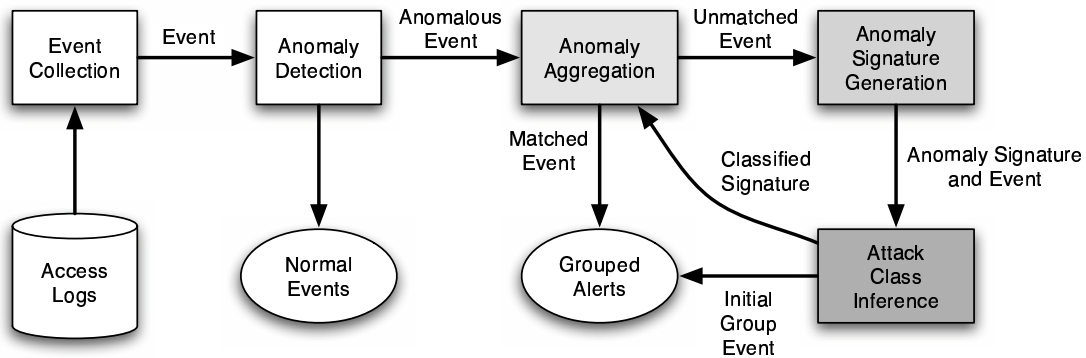 Event
Collection
Event
Anomaly
Detection
Anomalous
Event
Anomaly
Aggregation
Unmatched
Event
Anomaly
Signature
Generation
Matched
Event
Classified
Signature
Anomaly Signature
and Event
Access
Logs
Normal
Events
Grouped
Alerts
Initial
Group
Event
Attack
Class
Inference